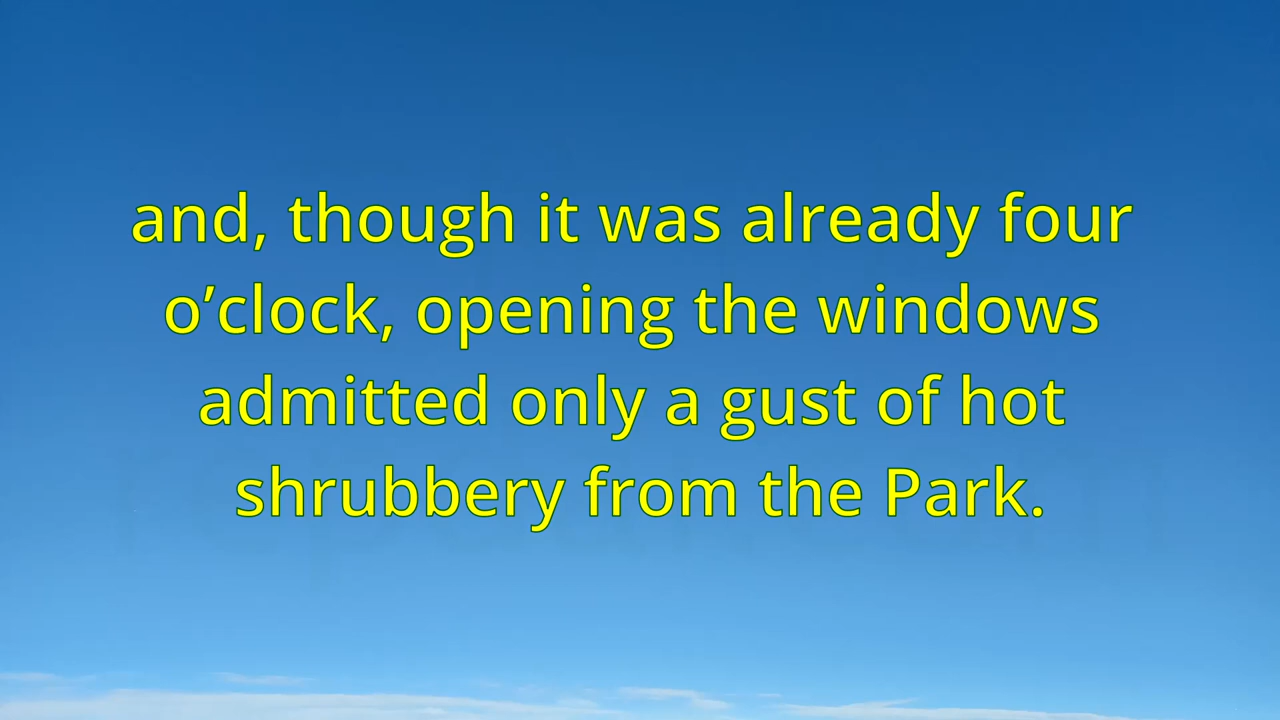 and, though it was already four
o’clock, opening the windows
admitted only a gust of hot
shrubbery from the Park.